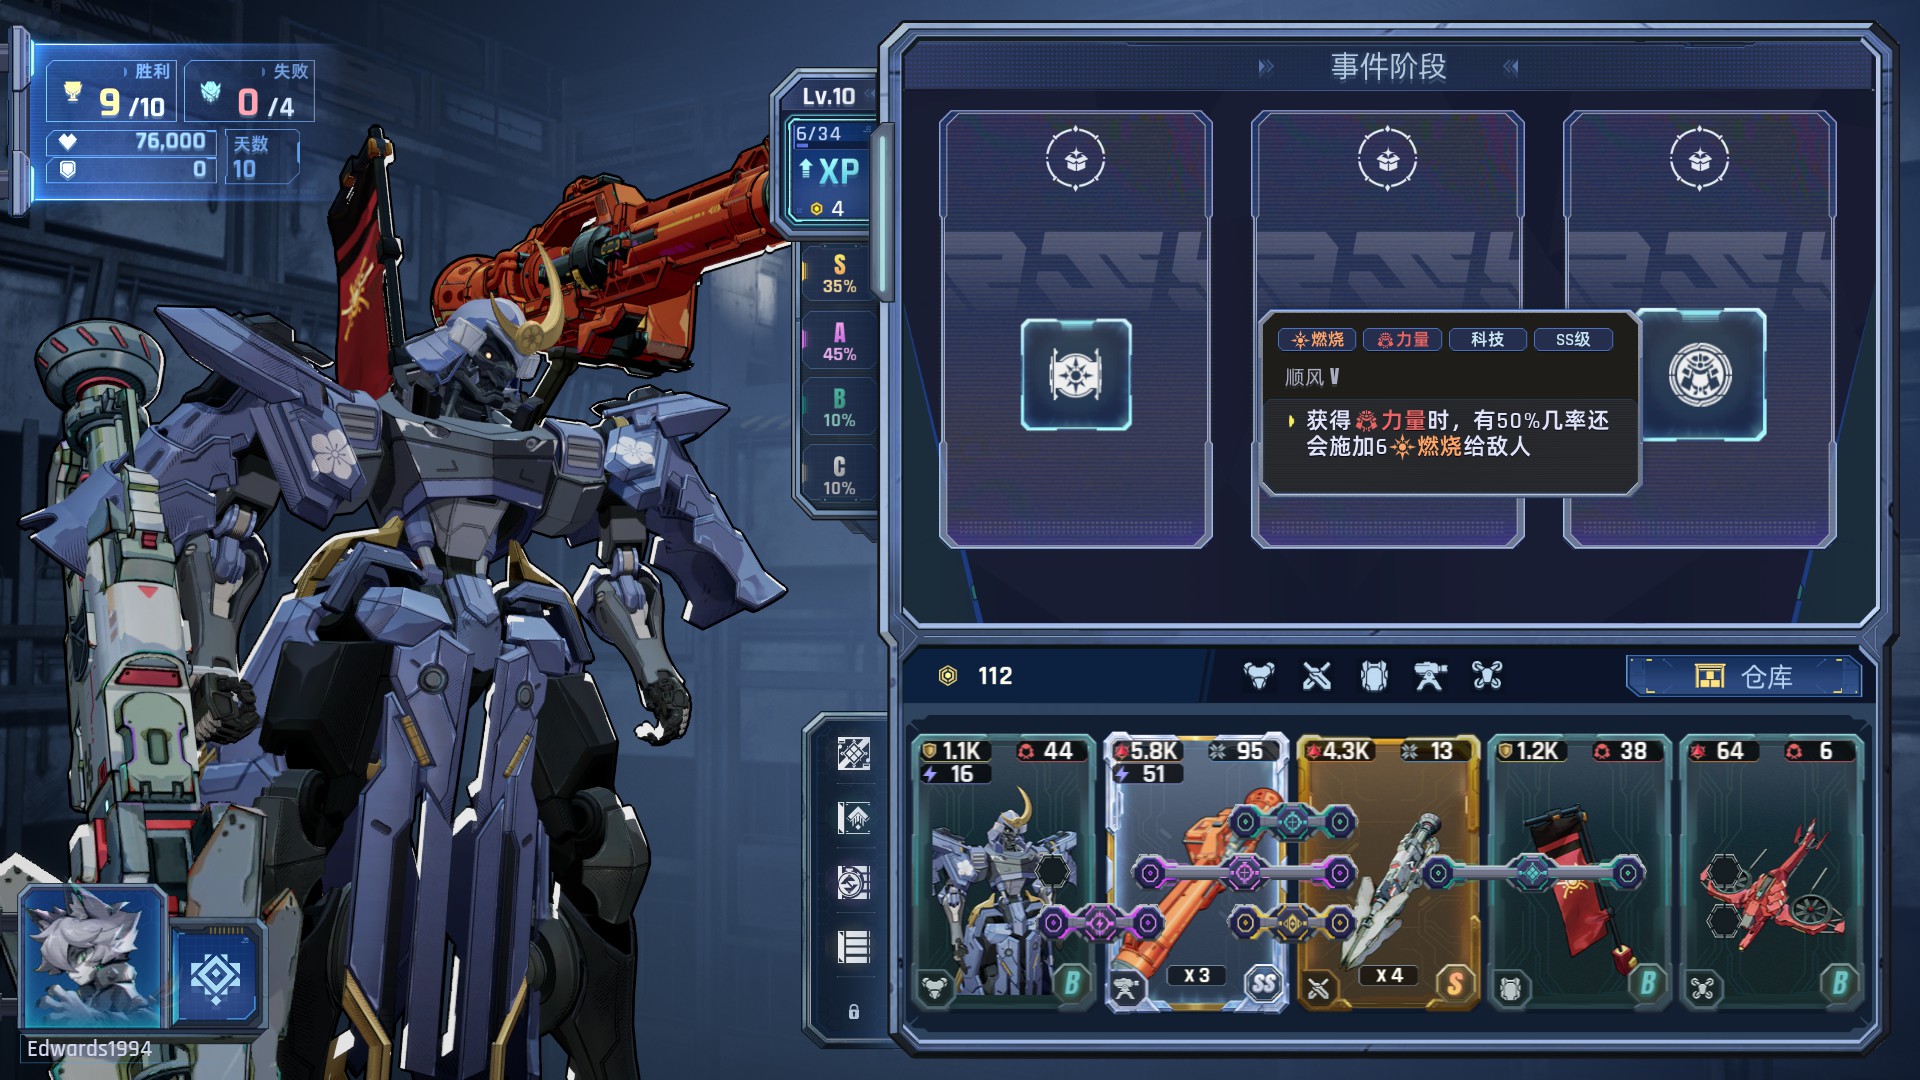 胜利
9/10
失败
0/4
76,000
0
天数
10
Lv.10
6/34
XP
4
S
35%
A
45%
B
10%
C
10%
事件阶段
燃烧 力量 科技 SS级
顺风 V
获得力量时，有50%几率还
会施加6燃烧给敌人
112
仓库
1.1K 44
16
B
5.8K 95
51
x3
SS
4.3K 13
x4
S
1.2K 38
B
64 6
B
Edwards1994